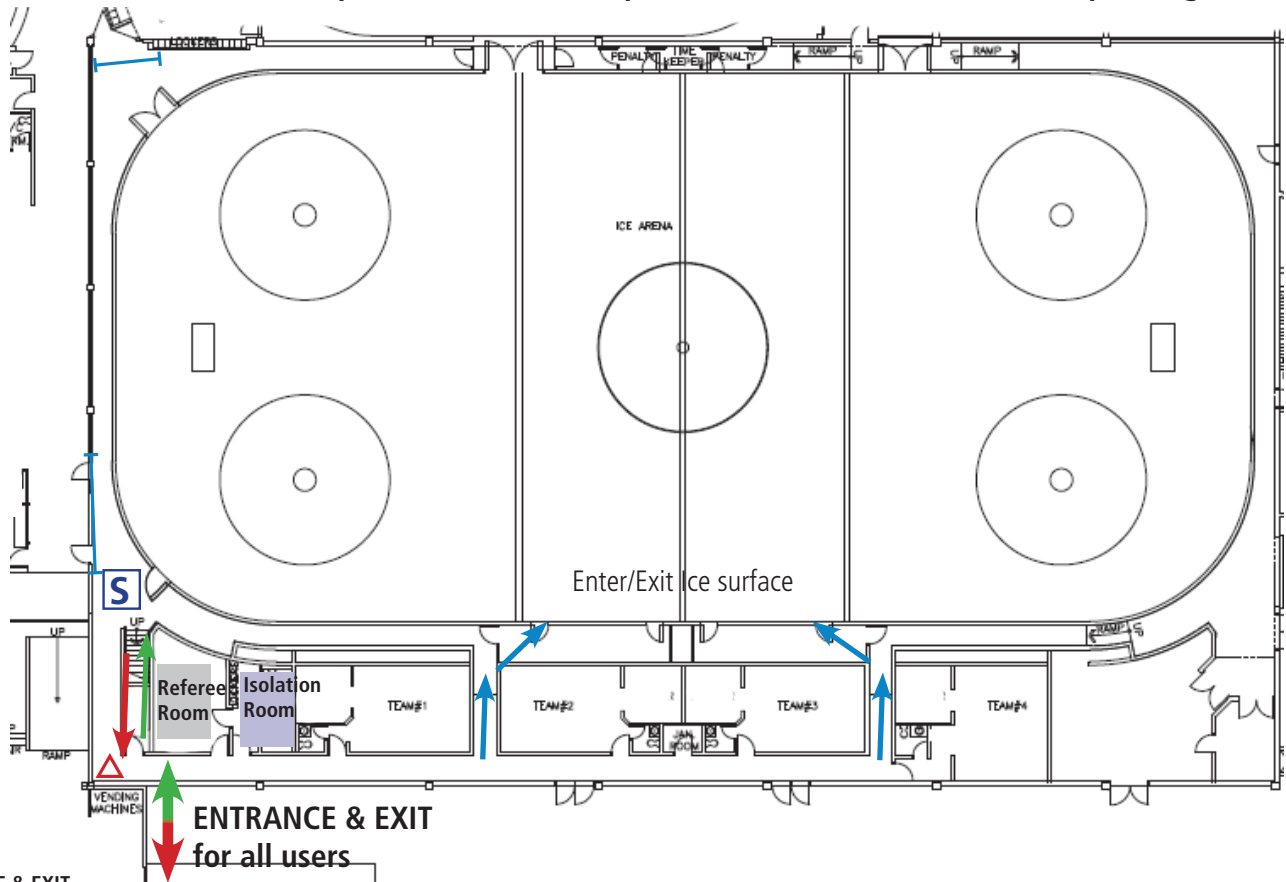 LOCKERS
PENALTY
TIME
KEEPER
PENALTY
RAMP
RAMP
ICE ARENA
Enter/Exit Ice surface
S
UP
UP
RAMP
Referee
Room
Isolation
Room
TEAM#1
TEAM#2
TEAM#3
TEAM#4
JAN.
ROOM
RAMP
VENDING
MACHINES
ENTRANCE & EXIT
for all users
& EXIT